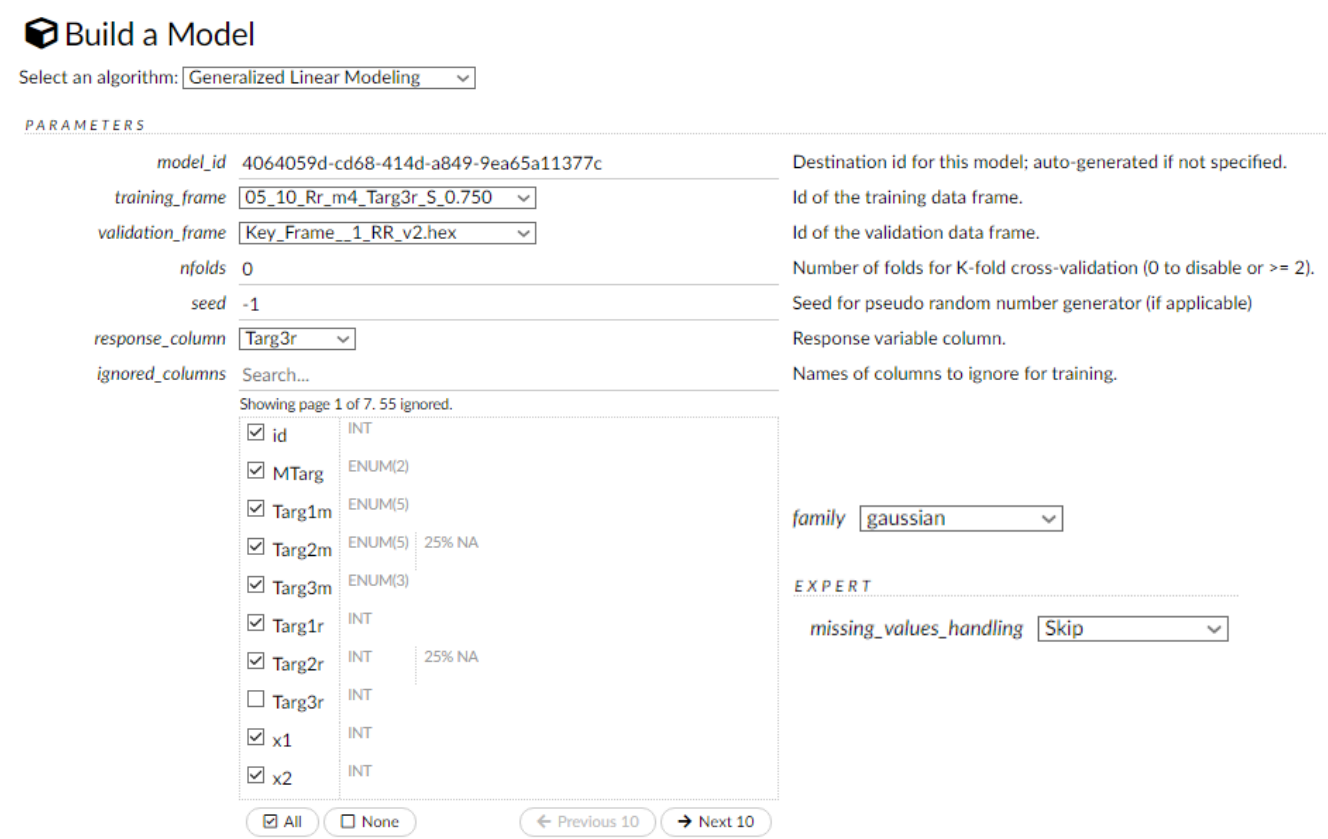 Build a Model
Select an algorithm: Generalized Linear Modeling
PARAMETERS
model_id 4064059d-cd68-414d-a849-9ea65a11377c Destination id for this model; auto-generated if not specified.
training_frame 05_10_Rr_m4_Targ3r_S_0.750 Id of the training data frame.
validation_frame Key_Frame__1_RR_v2.hex Id of the validation data frame.
nfolds 0 Number of folds for K-fold cross-validation (0 to disable or >= 2).
seed -1 Seed for pseudo random number generator (if applicable)
response_column Targ3r Response variable column.
ignored_columns Search... Names of columns to ignore for training.
Showing page 1 of 7. 55 ignored.
id INT
MTarg ENUM(2)
Targ1m ENUM(5)
Targ2m ENUM(5) 25% NA
Targ3m ENUM(3)
Targ1r INT
Targ2r INT 25% NA
Targ3r INT
x1 INT
x2 INT
All None Previous 10 Next 10
family gaussian
EXPERT
missing_values_handling Skip